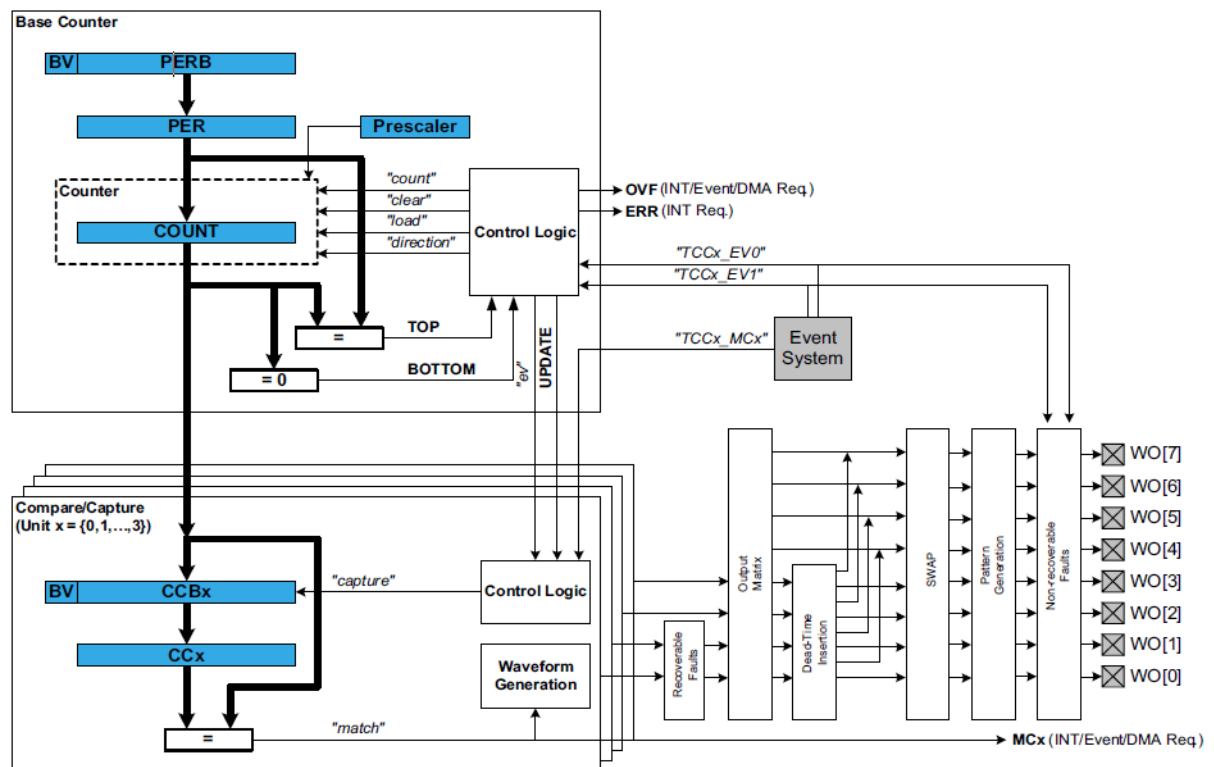 Base Counter
BV PERB
PER
Prescaler
Counter
COUNT
"count"
"clear"
"load"
"direction"
Control Logic
OVF (INT/Event/DMA Req.)
ERR (INT Req.)
"TCCx_EV0"
"TCCx_EV1"
"TCCx_MCx"
Event
System
=
TOP
= 0
BOTTOM
"ev"
UPDATE
Compare/Capture
(Unit x = {0,1,…,3})
BV CCBx
"capture"
Control Logic
CCx
Waveform
Generation
=
"match"
Recoverable
Faults
Output
Matrix
Dead-Time
Insertion
SWAP
Pattern
Generation
Non-recoverable
Faults
WO[7]
WO[6]
WO[5]
WO[4]
WO[3]
WO[2]
WO[1]
WO[0]
MCx (INT/Event/DMA Req.)